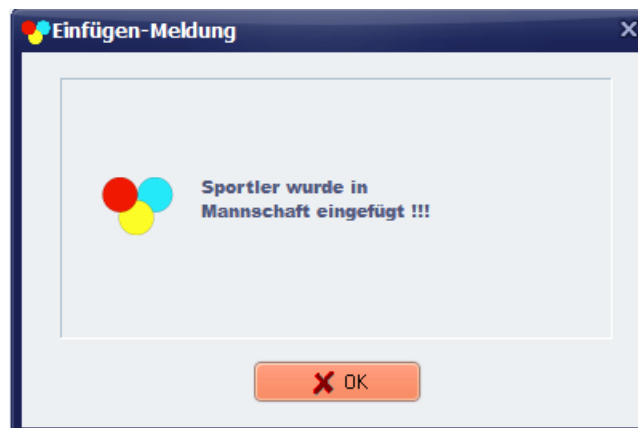 Einfügen-Meldung
Sportler wurde in
Mannschaft eingefügt !!!
OK